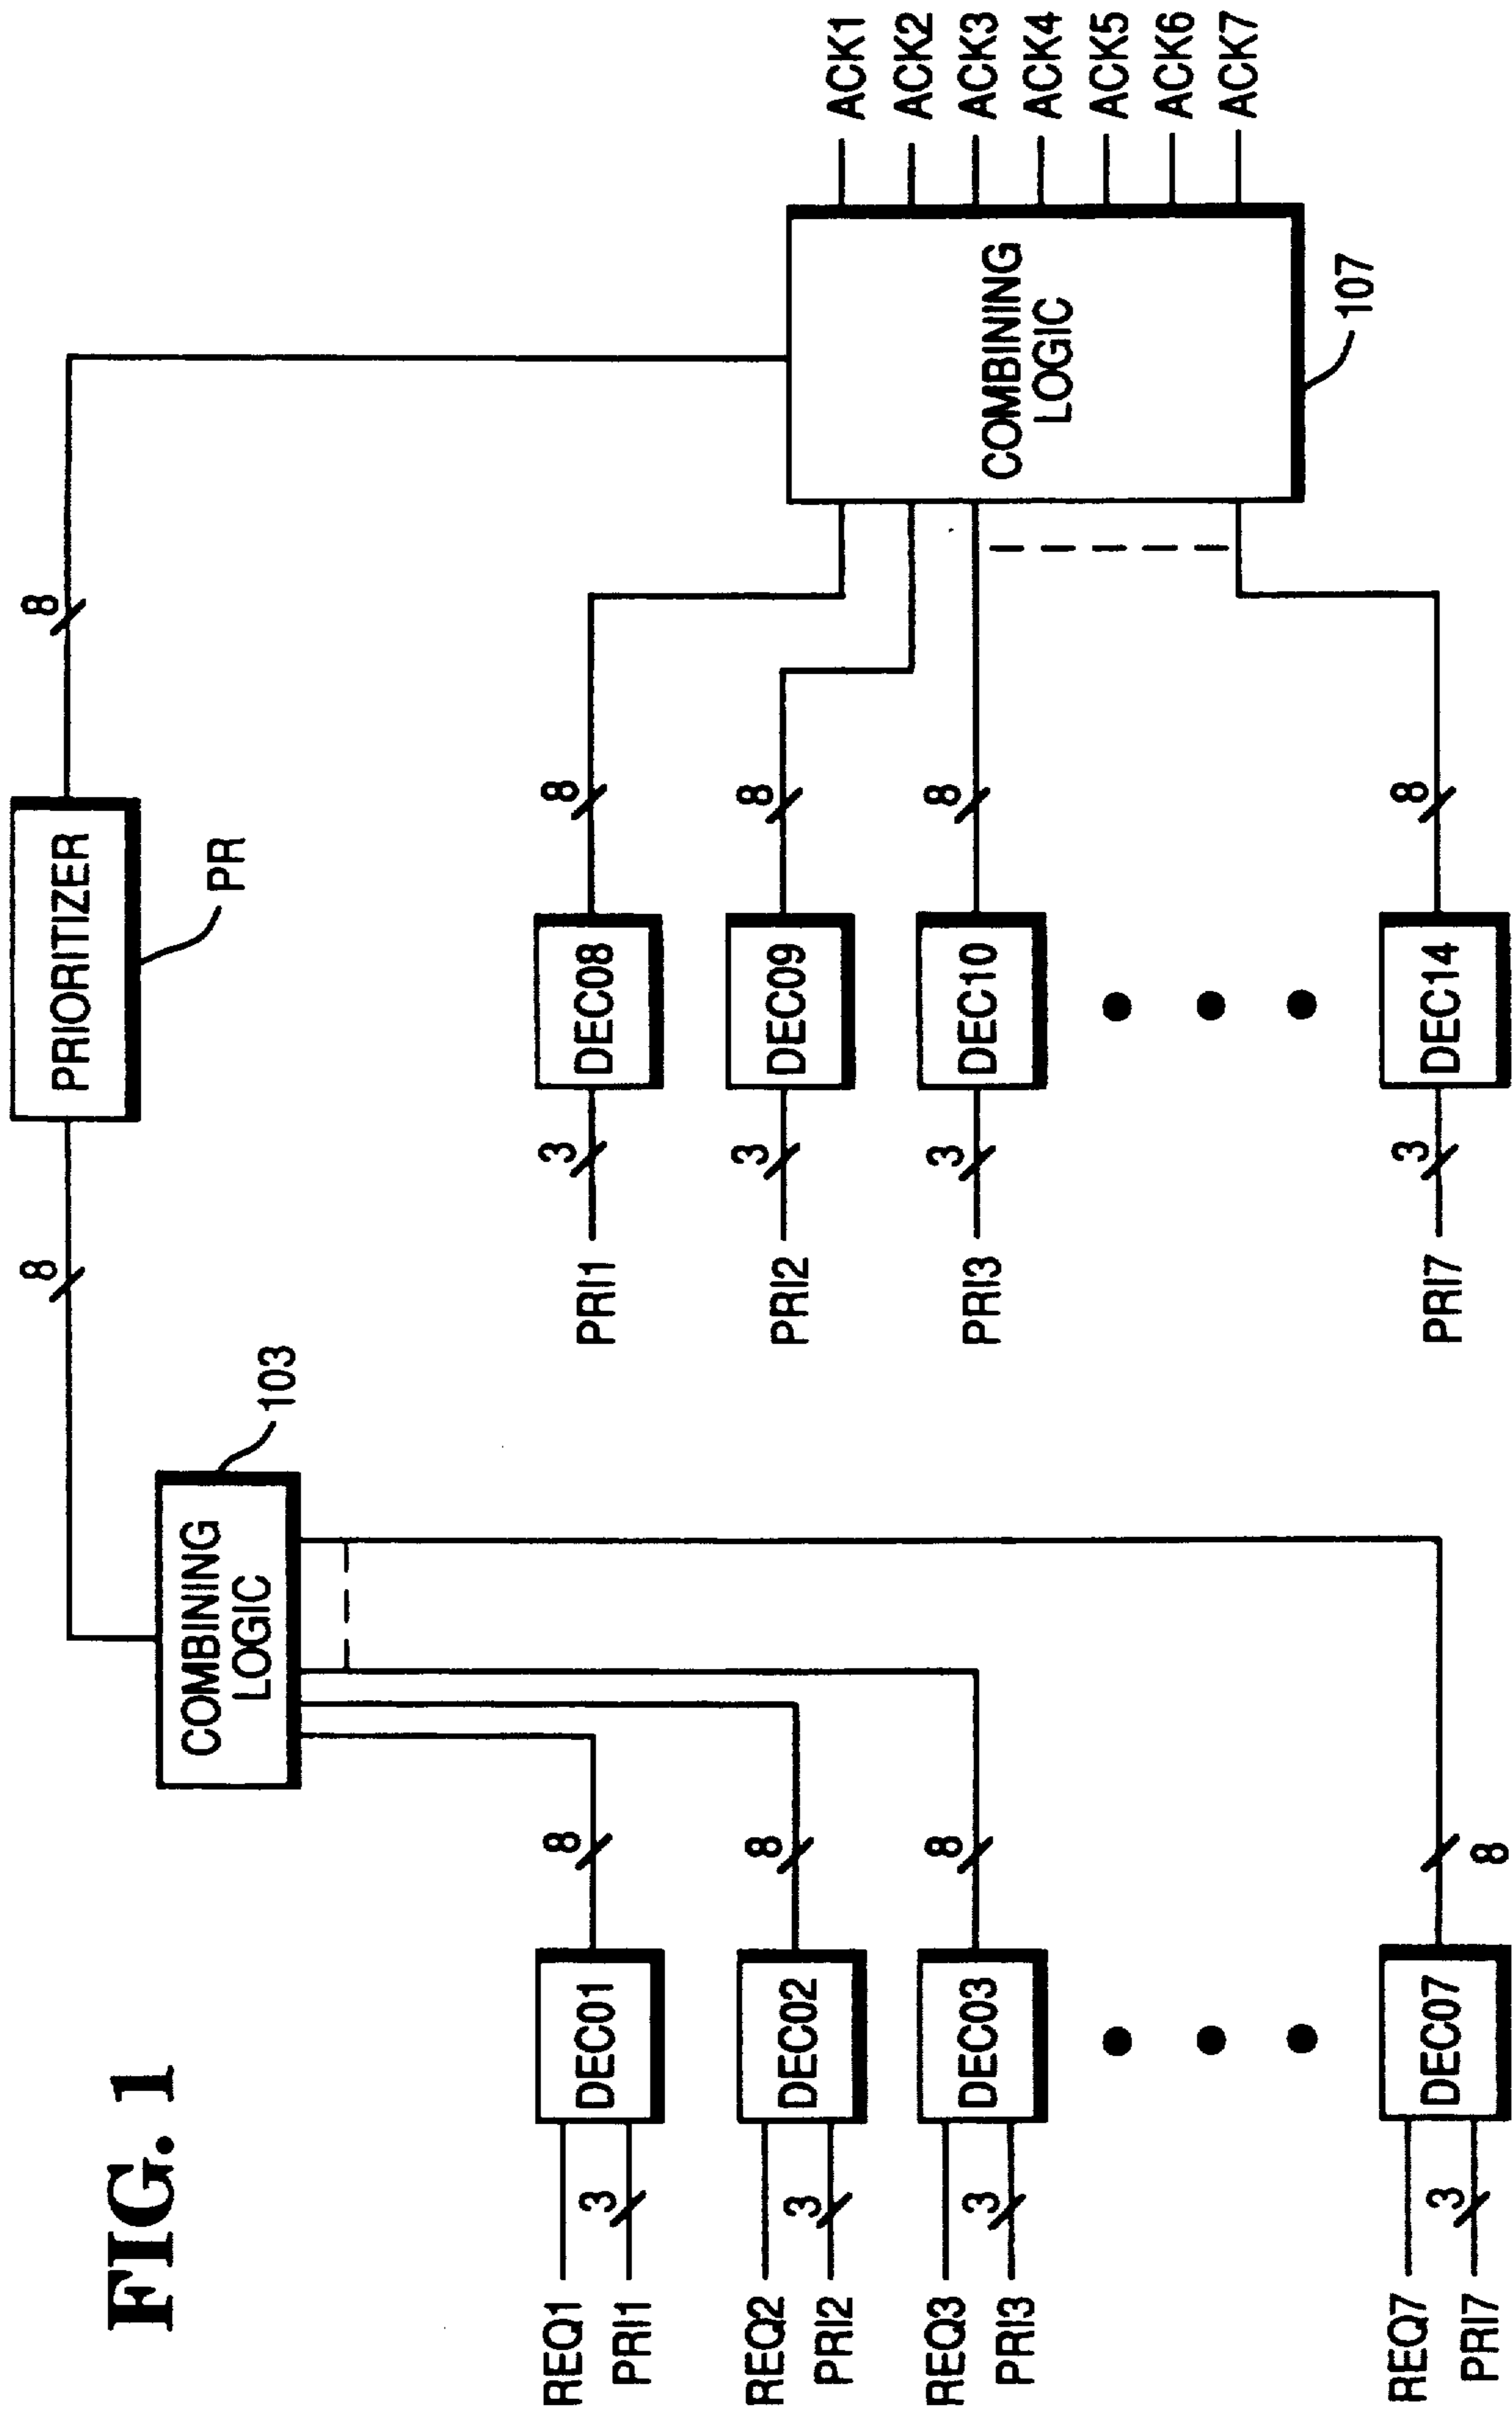 FIG. 1
PRIORITIZER
PR
8
8
COMBINING
LOGIC
103
REQ1
PRI1
3
DEC01
8
REQ2
PRI2
3
DEC02
8
REQ3
PRI3
3
DEC03
8
REQ7
PRI7
3
DEC07
8
PRI1
3
DEC08
8
PRI2
3
DEC09
8
PRI3
3
DEC10
8
PRI7
3
DEC14
8
COMBINING
LOGIC
107
ACK1
ACK2
ACK3
ACK4
ACK5
ACK6
ACK7